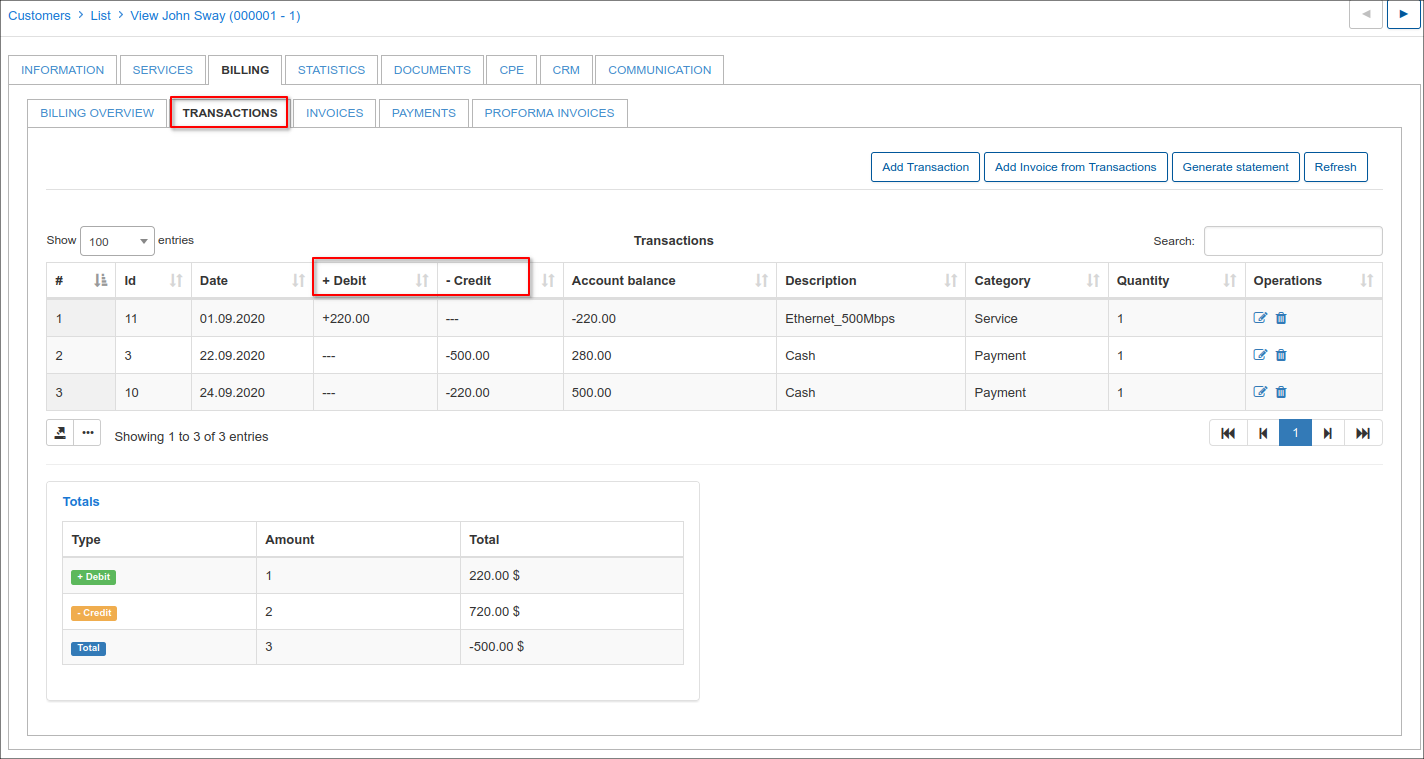 Customers > List > View John Sway (000001 - 1)
INFORMATION SERVICES BILLING STATISTICS DOCUMENTS CPE CRM COMMUNICATION
BILLING OVERVIEW TRANSACTIONS INVOICES PAYMENTS PROFORMA INVOICES
Add Transaction Add Invoice from Transactions Generate statement Refresh
Show 100 entries Transactions Search:
# Id Date + Debit - Credit Account balance Description Category Quantity Operations
1 11 01.09.2020 +220.00 --- -220.00 Ethernet_500Mbps Service 1
2 3 22.09.2020 --- -500.00 280.00 Cash Payment 1
3 10 24.09.2020 --- -220.00 500.00 Cash Payment 1
Showing 1 to 3 of 3 entries 1
Totals
Type Amount Total
+ Debit 1 220.00 $
- Credit 2 720.00 $
Total 3 -500.00 $